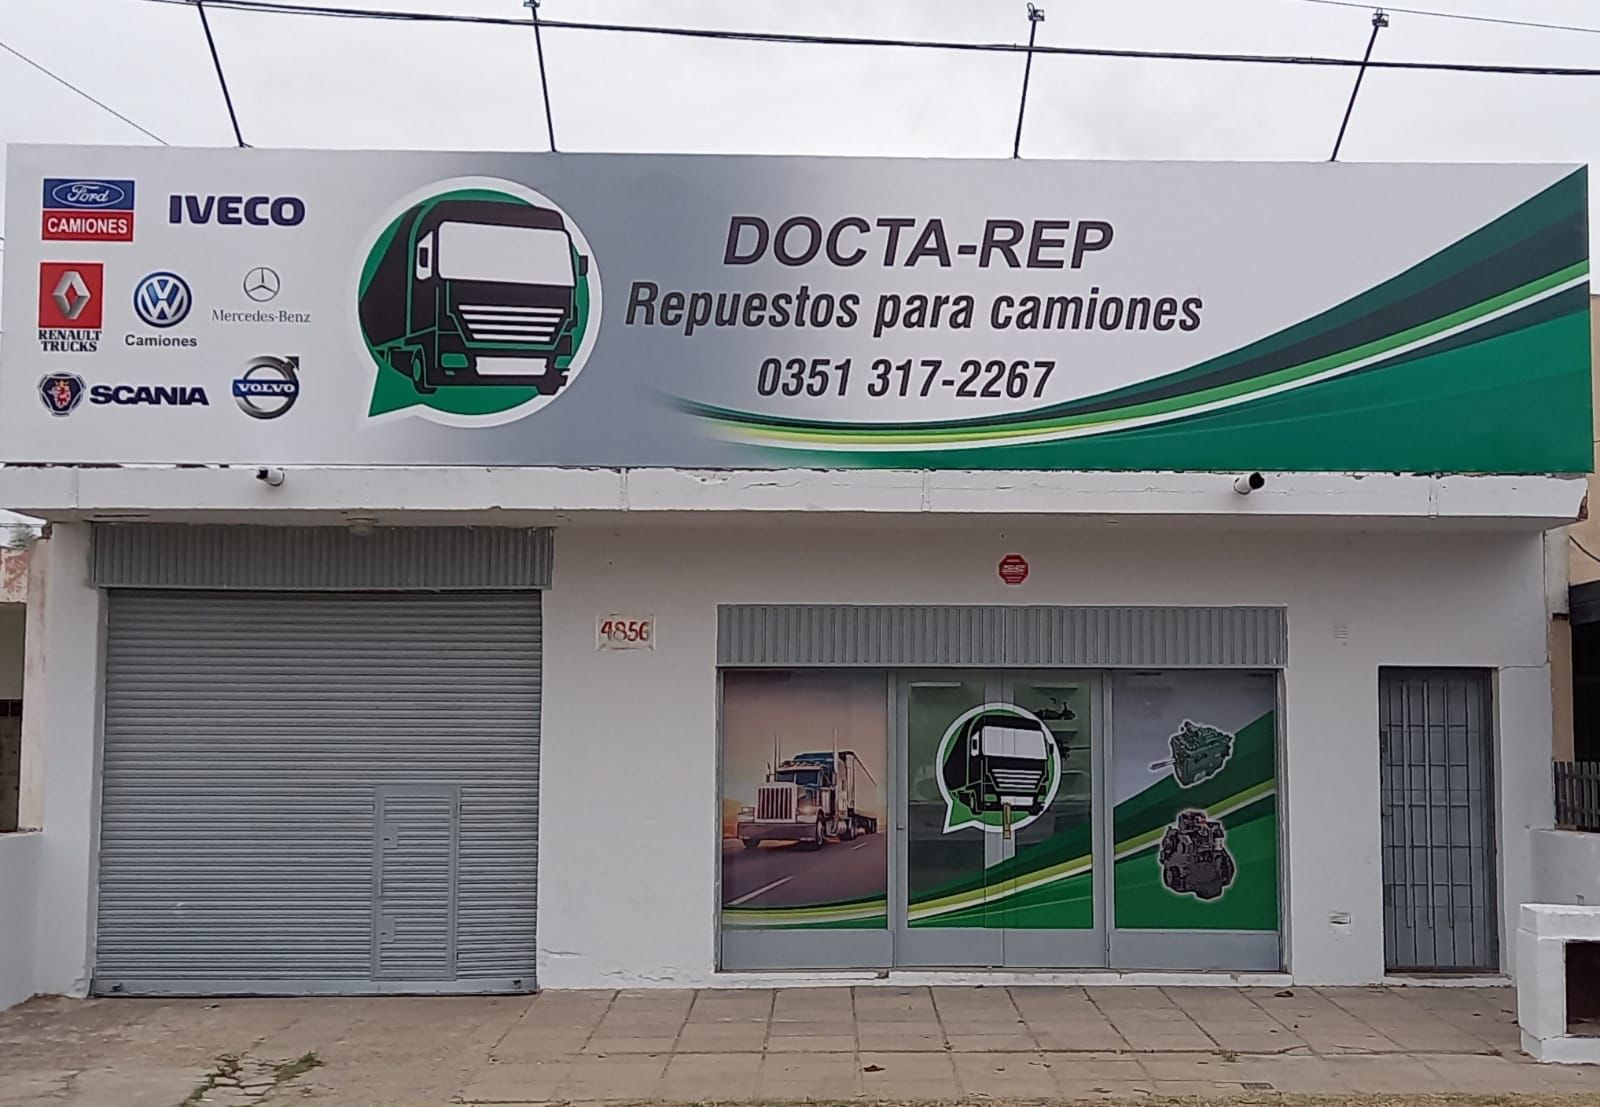 Ford
CAMIONES
IVECO
RENAULT
TRUCKS
Camiones
Mercedes-Benz
SCANIA
VOLVO
DOCTA-REP
Repuestos para camiones
0351 317-2267
4856